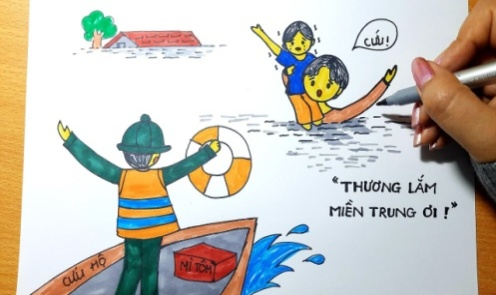 CỨU!
"THƯƠNG LẮM
MIỀN TRUNG ƠI!"
MÌ TÔM
CỨU HỘ